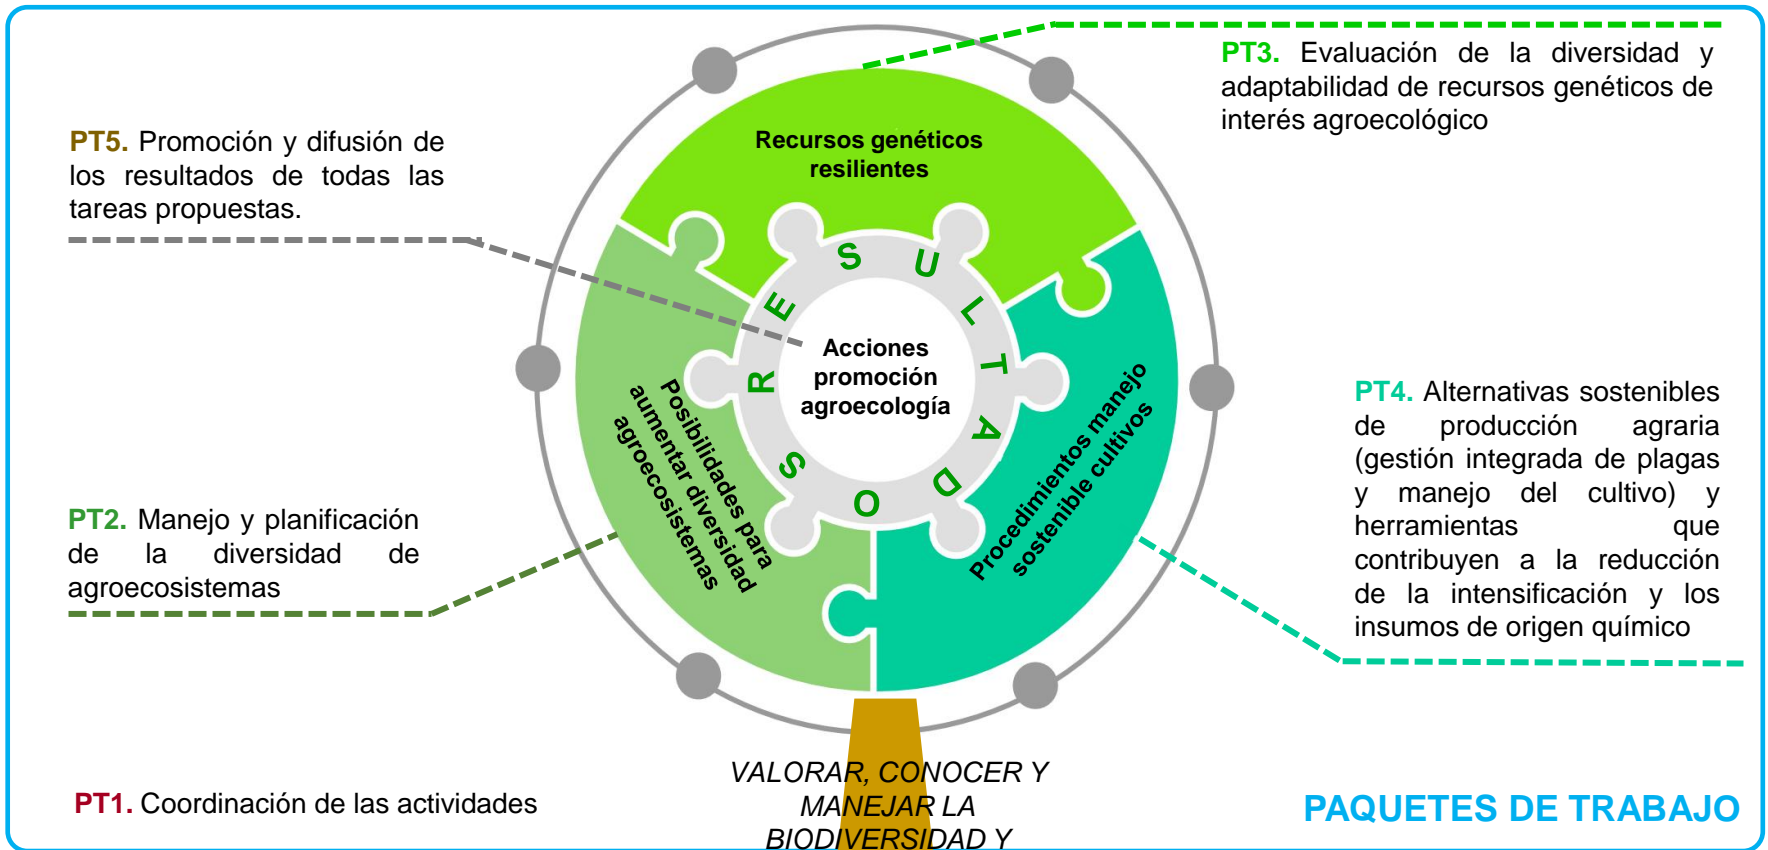 PT3. Evaluación de la diversidad y
adaptabilidad de recursos genéticos de
interés agroecológico
PT5. Promoción y difusión de
los resultados de todas las
tareas propuestas.
Recursos genéticos
resilientes
RESULTADOS
Acciones
promoción
agroecología
Posibilidades para
aumentar diversidad
agroecosistemas
Procedimientos manejo
sostenible cultivos
PT4. Alternativas sostenibles
de producción agraria
(gestión integrada de plagas
y manejo del cultivo) y
herramientas que
contribuyen a la reducción
de la intensificación y los
insumos de origen químico
PT2. Manejo y planificación
de la diversidad de
agroecosistemas
PT1. Coordinación de las actividades
VALORAR, CONOCER Y
MANEJAR LA
BIODIVERSIDAD Y
PAQUETES DE TRABAJO